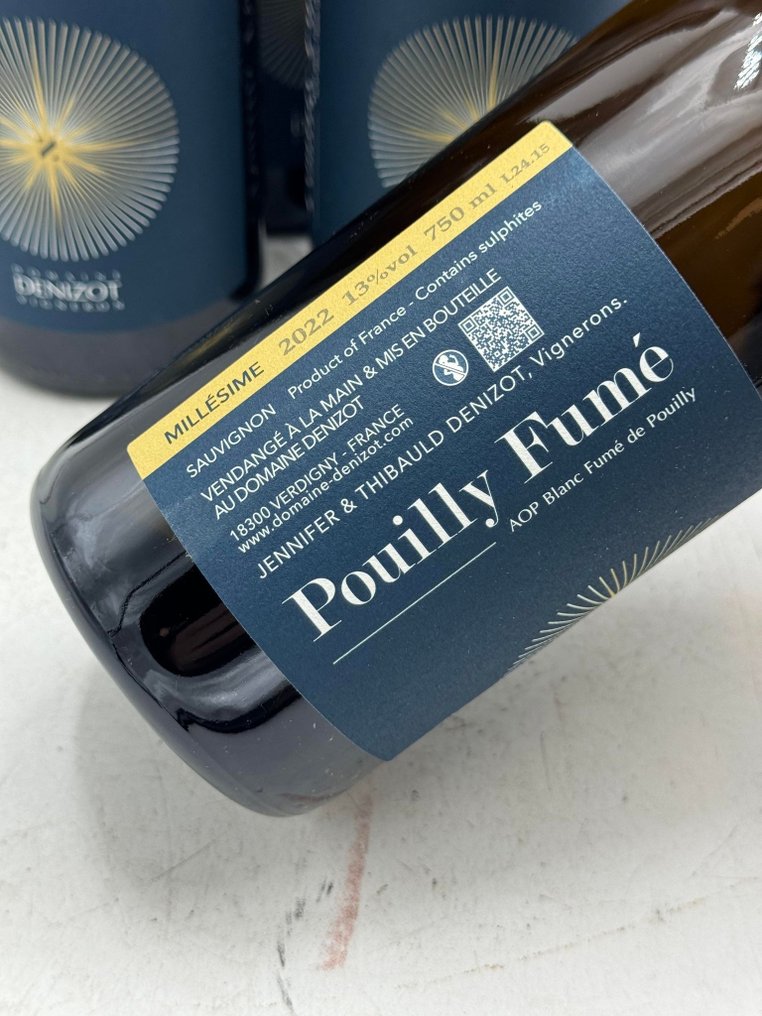 DOMAINE
DENIZOT
VIGNERON
MILLÉSIME 2022 13%vol 750 ml L24.15
SAUVIGNON Product of France - Contains sulphites
VENDANGÉ À LA MAIN & MIS EN BOUTEILLE
AU DOMAINE DENIZOT
18300 VERDIGNY - FRANCE
www.domaine-denizot.com
JENNIFER & THIBAULD DENIZOT, Vignerons.
Pouilly Fumé
AOP Blanc Fumé de Pouilly